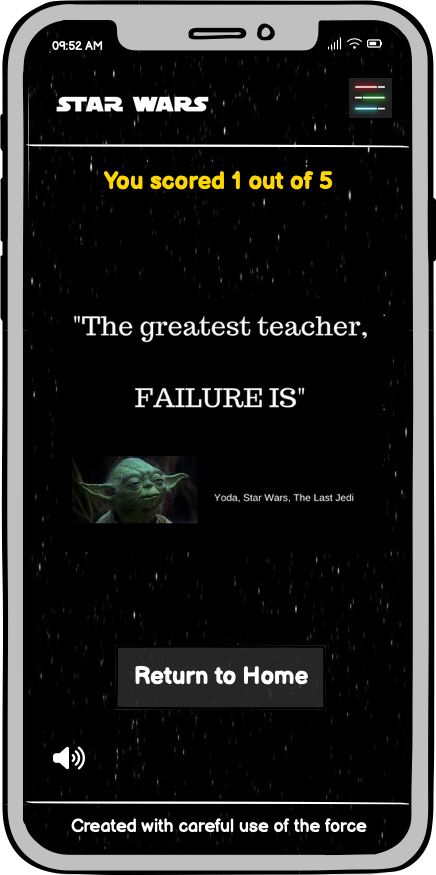 09:52 AM
STAR WARS
You scored 1 out of 5
"The greatest teacher,
FAILURE IS"
Yoda, Star Wars, The Last Jedi
Return to Home
Created with careful use of the force